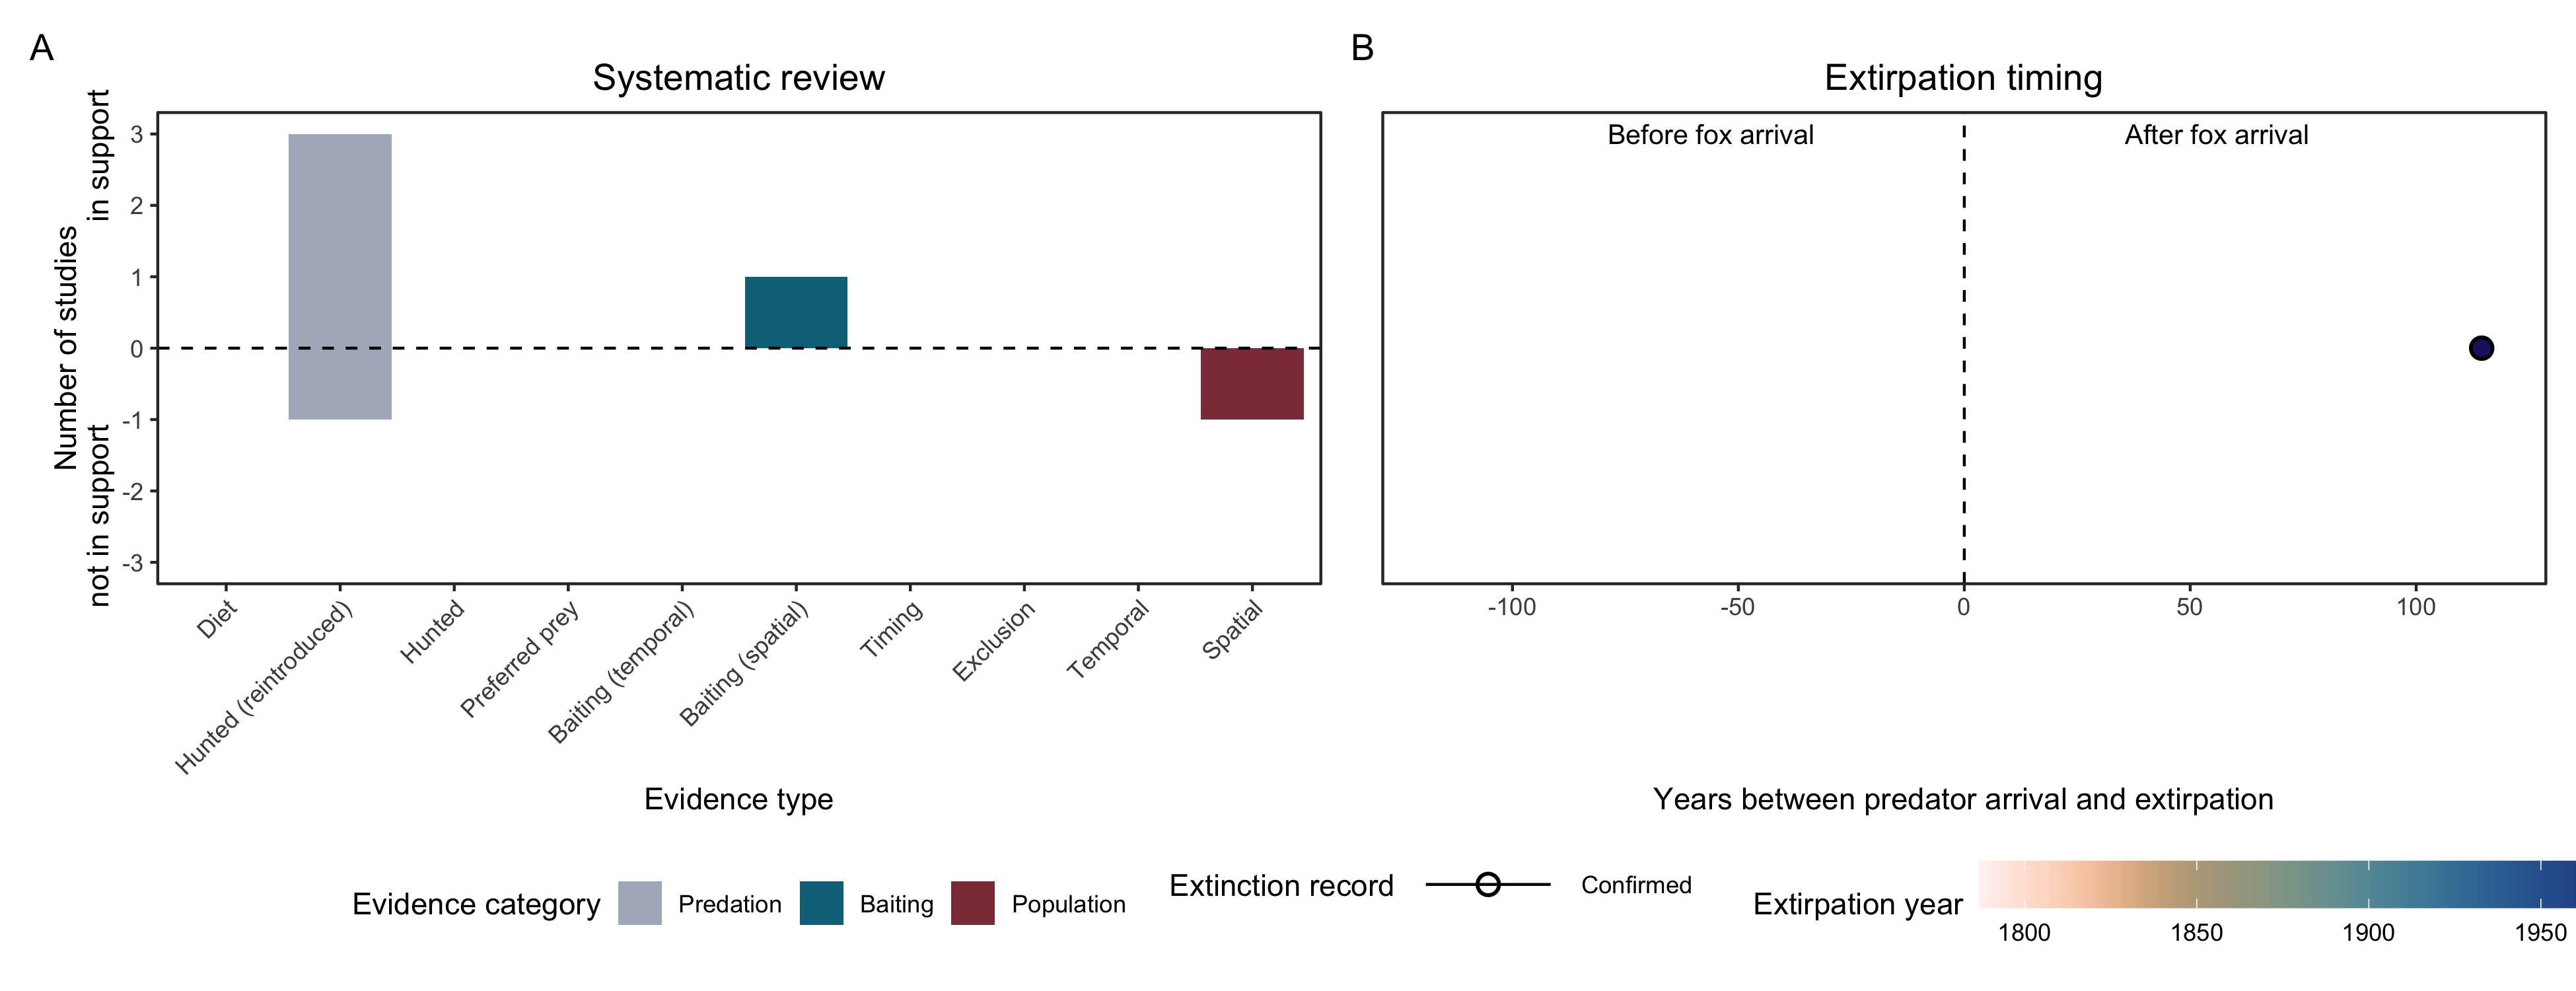 A
Systematic review
Number of studies
not in support
in support
3
2
1
0
-1
-2
-3
Diet
Hunted (reintroduced)
Hunted
Preferred prey
Baiting (temporal)
Baiting (spatial)
Timing
Exclusion
Temporal
Spatial
Evidence type
B
Extirpation timing
Before fox arrival
After fox arrival
-100
-50
0
50
100
Years between predator arrival and extirpation
Evidence category
Predation
Baiting
Population
Extinction record
Confirmed
Extirpation year
1800
1850
1900
1950